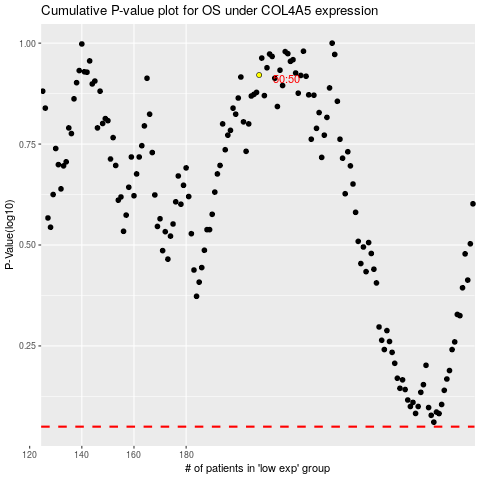 Cumulative P-value plot for OS under COL4A5 expression
P-Value(log10)
1.00
0.75
0.50
0.25
50:50
120 140 160 180
# of patients in 'low exp' group